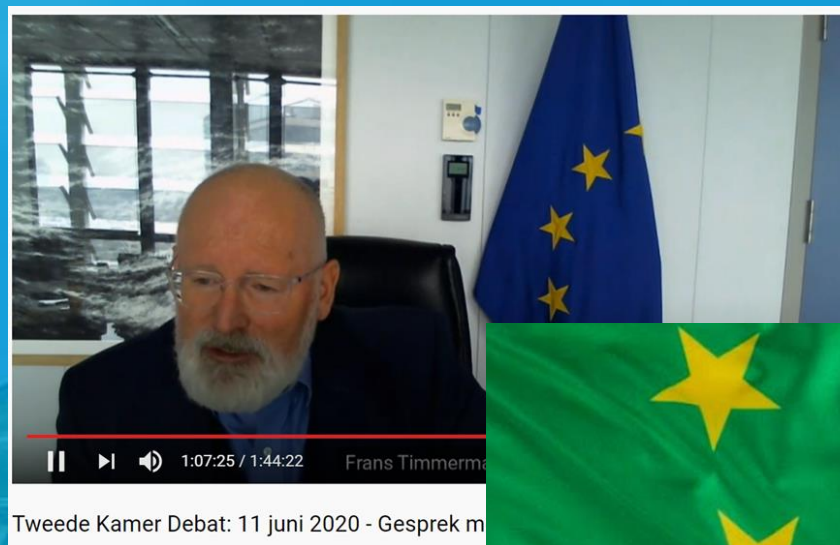 1:07:25 / 1:44:22
Frans Timmerma
Tweede Kamer Debat: 11 juni 2020 - Gesprek m